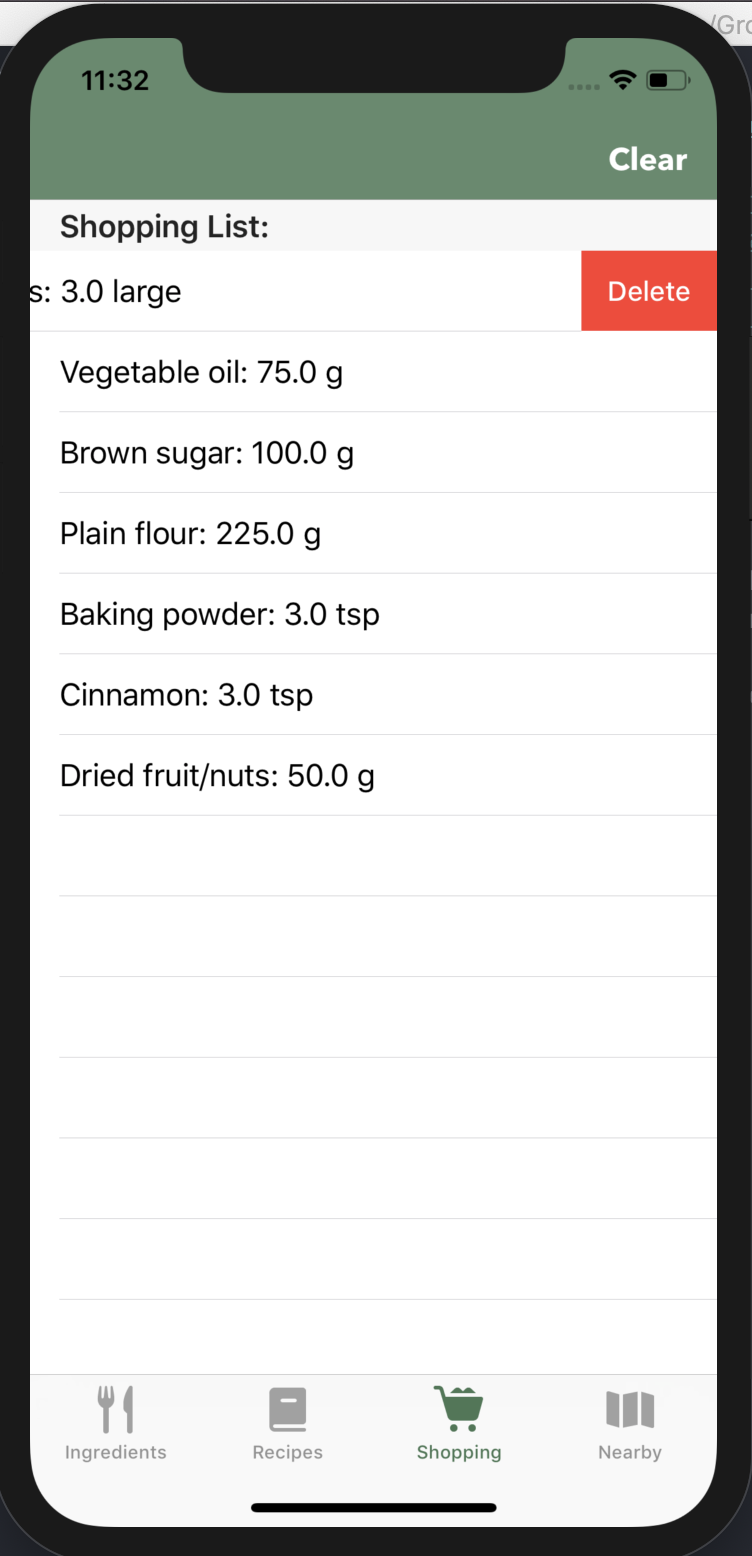 /Gro
11:32
Clear
Shopping List:
s: 3.0 large
Delete
Vegetable oil: 75.0 g
Brown sugar: 100.0 g
Plain flour: 225.0 g
Baking powder: 3.0 tsp
Cinnamon: 3.0 tsp
Dried fruit/nuts: 50.0 g
Ingredients
Recipes
Shopping
Nearby